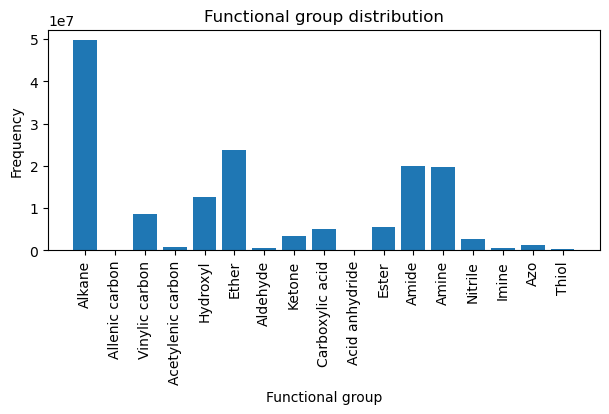 Functional group distribution
1e7
5
4
3
2
1
0
Frequency
Alkane
Allenic carbon
Vinylic carbon
Acetylenic carbon
Hydroxyl
Ether
Aldehyde
Ketone
Carboxylic acid
Acid anhydride
Ester
Amide
Amine
Nitrile
Imine
Azo
Thiol
Functional group